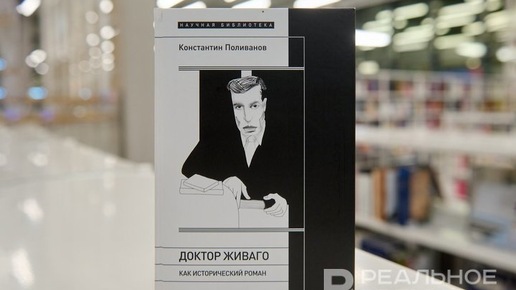 НАУЧНАЯ БИБЛИОТЕКА
Константин Поливанов
ДОКТОР ЖИВАГО
КАК ИСТОРИЧЕСКИЙ РОМАН
РЕАЛЬНОЕ